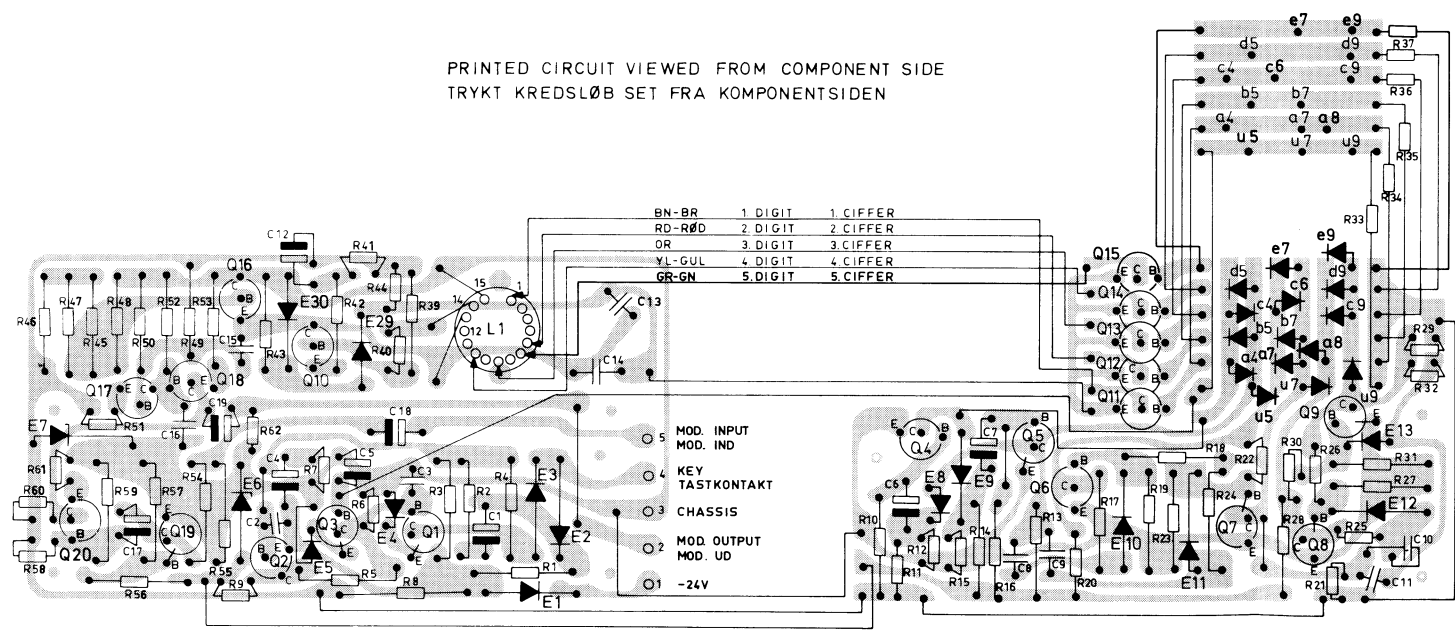 PRINTED CIRCUIT VIEWED FROM COMPONENT SIDE
TRYKT KREDSLØB SET FRA KOMPONENTSIDEN
e7 e9
R37
d5 d9
c4 c6 c9
R36
b5 b7
a4 a7 a8
R35
u5 u7 u9
R34
R33
BN-BR 1. DIGIT 1. CIFFER
RD-RØD 2. DIGIT 2. CIFFER
OR 3. DIGIT 3. CIFFER
YL-GUL 4. DIGIT 4. CIFFER
GR-GN 5. DIGIT 5. CIFFER
C12 R41
Q16 R44 15 1 C13
R46 R47 R45 R48 R50 R52 R49 R53 C15 R43 E30 R42 E29 R40 R39 14 12 L1
Q10 C14
Q17 Q18
E7 R51 C16 C19 R62 C18
5 MOD. INPUT
MOD. IND
4 KEY
TASTKONTAKT
3 CHASSIS
2 MOD. OUTPUT
MOD. UD
1 -24V
R61 R60 R59 R57 R54 E6 C4 R7 C5 C3 R3 R2 R4 E3
R58 Q20 C17 Q19 R55 C2 Q3 R6 E4 Q1 C1 E2
R56 R9 Q2 E5 R5 R8 R1 E1
Q15 E C B
Q14 E C B
Q13 E C B
Q12 E C B
Q11 E C B
e7 e9
d5 c6 d9
c4 b7 c9
b5 a8
a4 a7
u7 u9
u5
R29
R32
Q9 E13
Q4 E8 E9 C7 Q5 R18 R22 R30 R26 R31
C6 Q6 R17 R19 R24 R27
R10 R12 R14 R13 E10 R23 Q7 R28 Q8 R25 E12
R11 R15 R16 C8 C9 R20 E11 R21 C10 C11